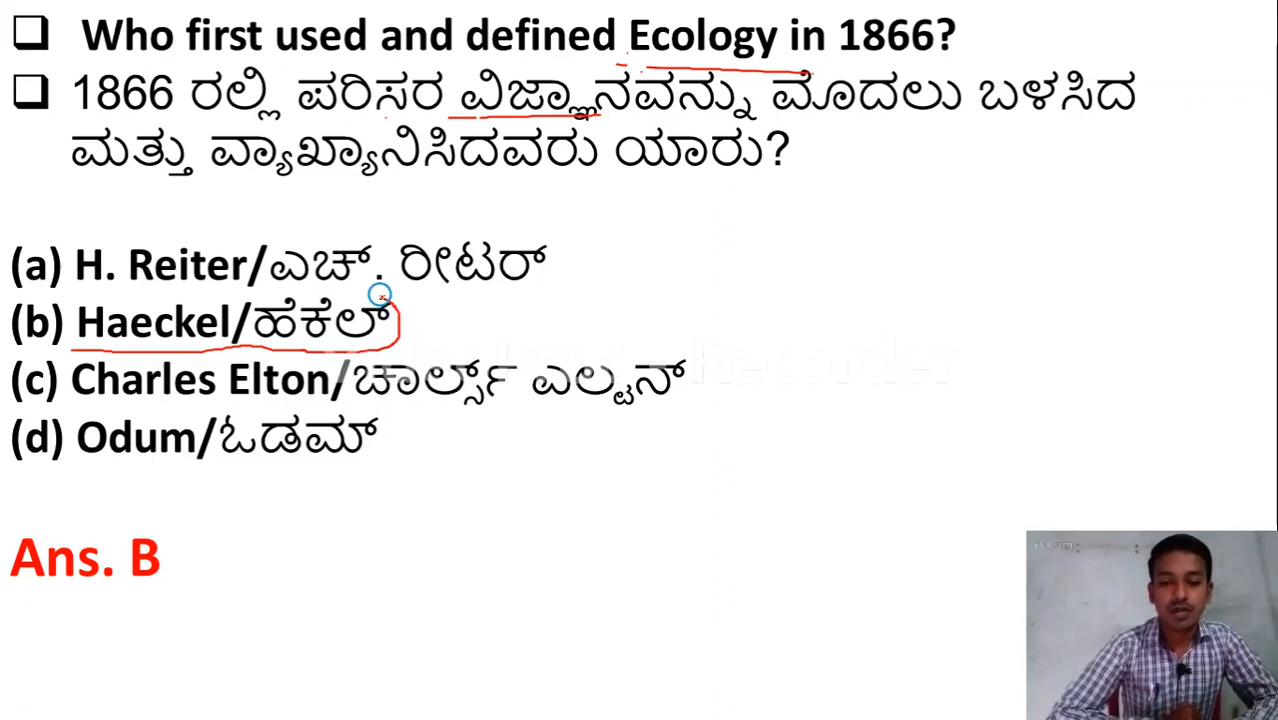 Who first used and defined Ecology in 1866?
1866 ರಲ್ಲಿ ಪರಿಸರ ವಿಜ್ಞಾನವನ್ನು ಮೊದಲು ಬಳಸಿದ
ಮತ್ತು ವ್ಯಾಖ್ಯಾನಿಸಿದವರು ಯಾರು?
(a) H. Reiter/ಎಚ್. ರೀಟರ್
(b) Haeckel/ಹೆಕೆಲ್
(c) Charles Elton/ಚಾರ್ಲ್ಸ್ ಎಲ್ಟನ್
(d) Odum/ಓಡಮ್
Ans. B